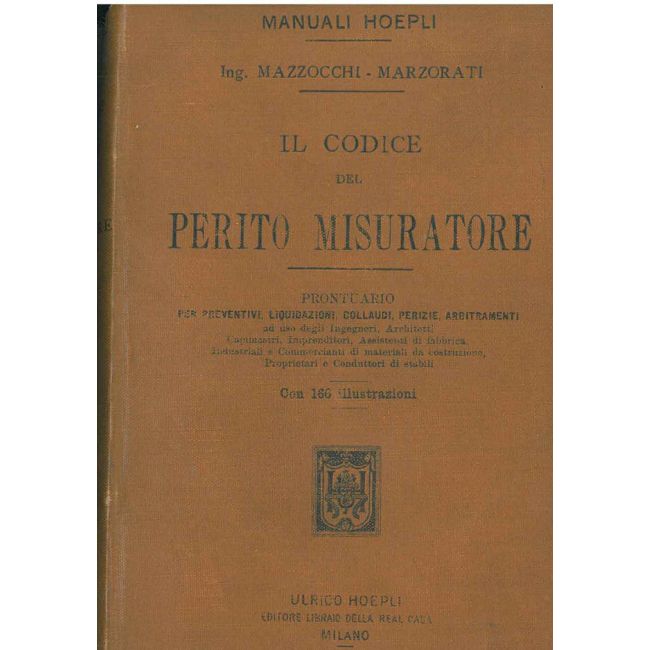 MANUALI HOEPLI
Ing. MAZZOCCHI - MARZORATI
IL CODICE
DEL
PERITO MISURATORE
PRONTUARIO
PER PREVENTIVI, LIQUIDAZIONI, COLLAUDI, PERIZIE, ARBITRAMENTI
ad uso degli Ingegneri, Architetti
Capimastri, Imprenditori, Assistenti di fabbrica,
Industriali e Commercianti di materiali da costruzione,
Proprietari e Conduttori di stabili
Con 166 illustrazioni
ULRICO HOEPLI
EDITORE LIBRAIO DELLA REAL CASA
MILANO